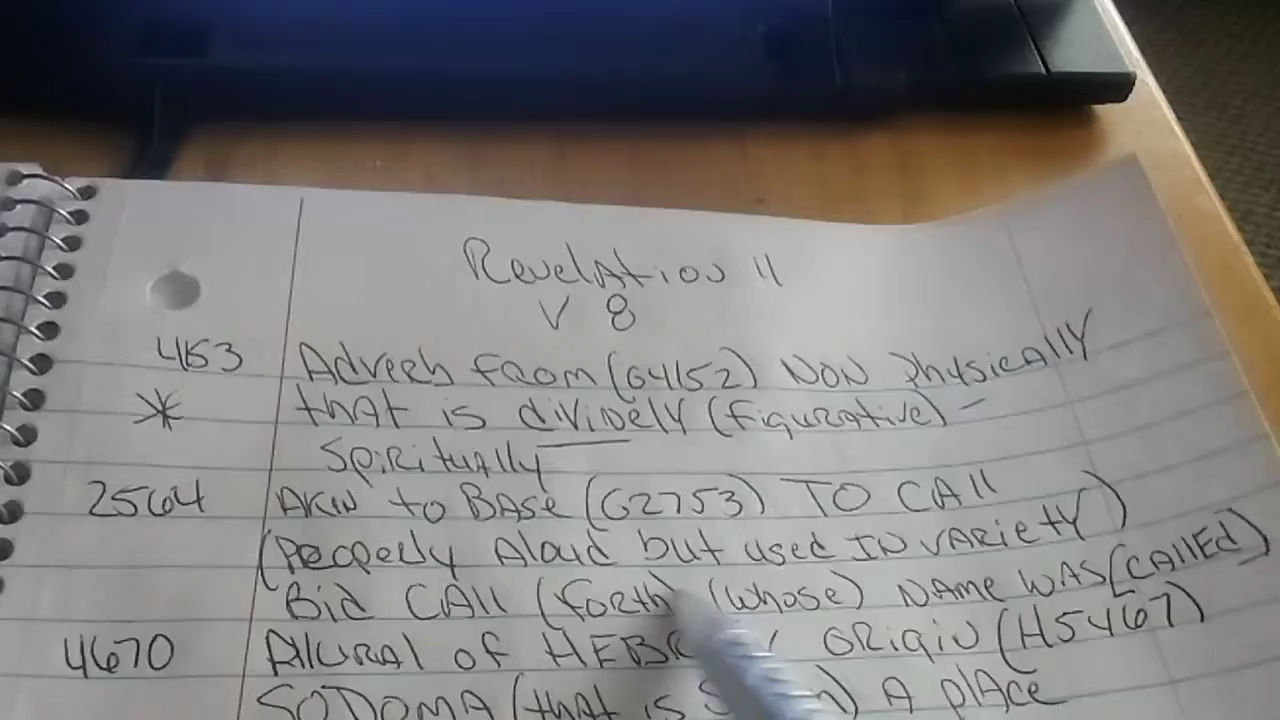 Revelation 11
V 8
4153 Adverb from (G4152) NON physically
* that is divinely (figurative) -
spiritually
2564 AKIN to BASE (G2753) TO CAll
(Properly Aloud but used IN VARiETY)
Bid CAll (forth) (whose) NAME WAS (CAllEd)
4670 Plural of ORigiN (H5467)
SODOMA (that is A plAce